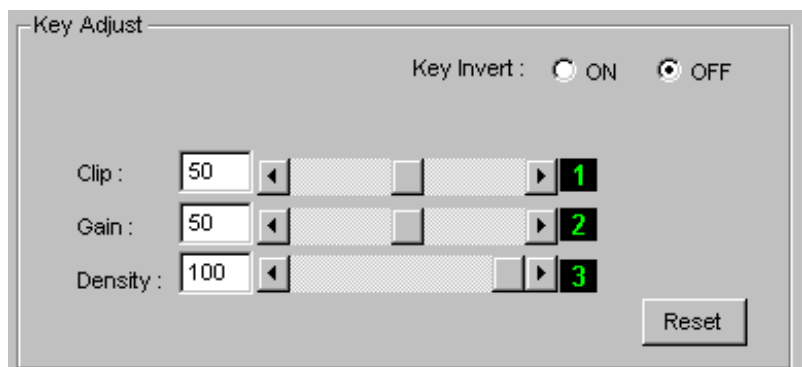 Key Adjust
Key Invert : ON OFF
Clip : 50 1
Gain : 50 2
Density : 100 3
Reset